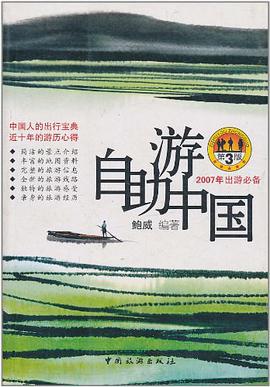 中国人的出行宝典
近十年的游历心得
简洁的景点介绍
丰富的地图资料
完整的旅游信息
全世的旅游线路
独特的旅游感受
亲身的旅游经历
第3版
2007年出游必备
自助游中国
鲍威 编著
中国旅游出版社